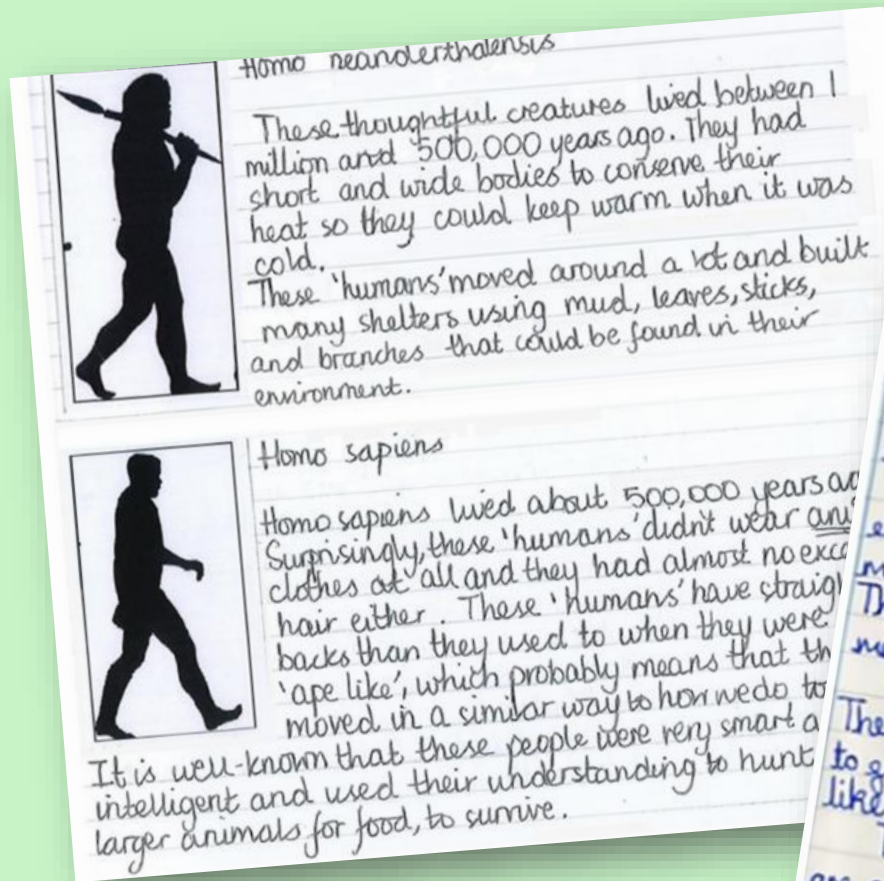 Homo neanderthalensis
These thoughtful creatures lived between 1
million and 500,000 years ago. They had
short and wide bodies to conserve their
heat so they could keep warm when it was
cold.
These 'humans' moved around a lot and built
many shelters using mud, leaves, sticks,
and branches that could be found in their
environment.
Homo sapiens
Homo sapiens lived about 500,000 years
Surprisingly, these 'humans' didn't wear
clothes at all and they had almost no
hair either. These 'humans' have
backs than they used to when they were
'ape like', which probably means that
moved in a similar way to how we do
It is well-known that these people were very smart
intelligent and used their understanding to hunt
larger animals for food, to survive.
The
to
like